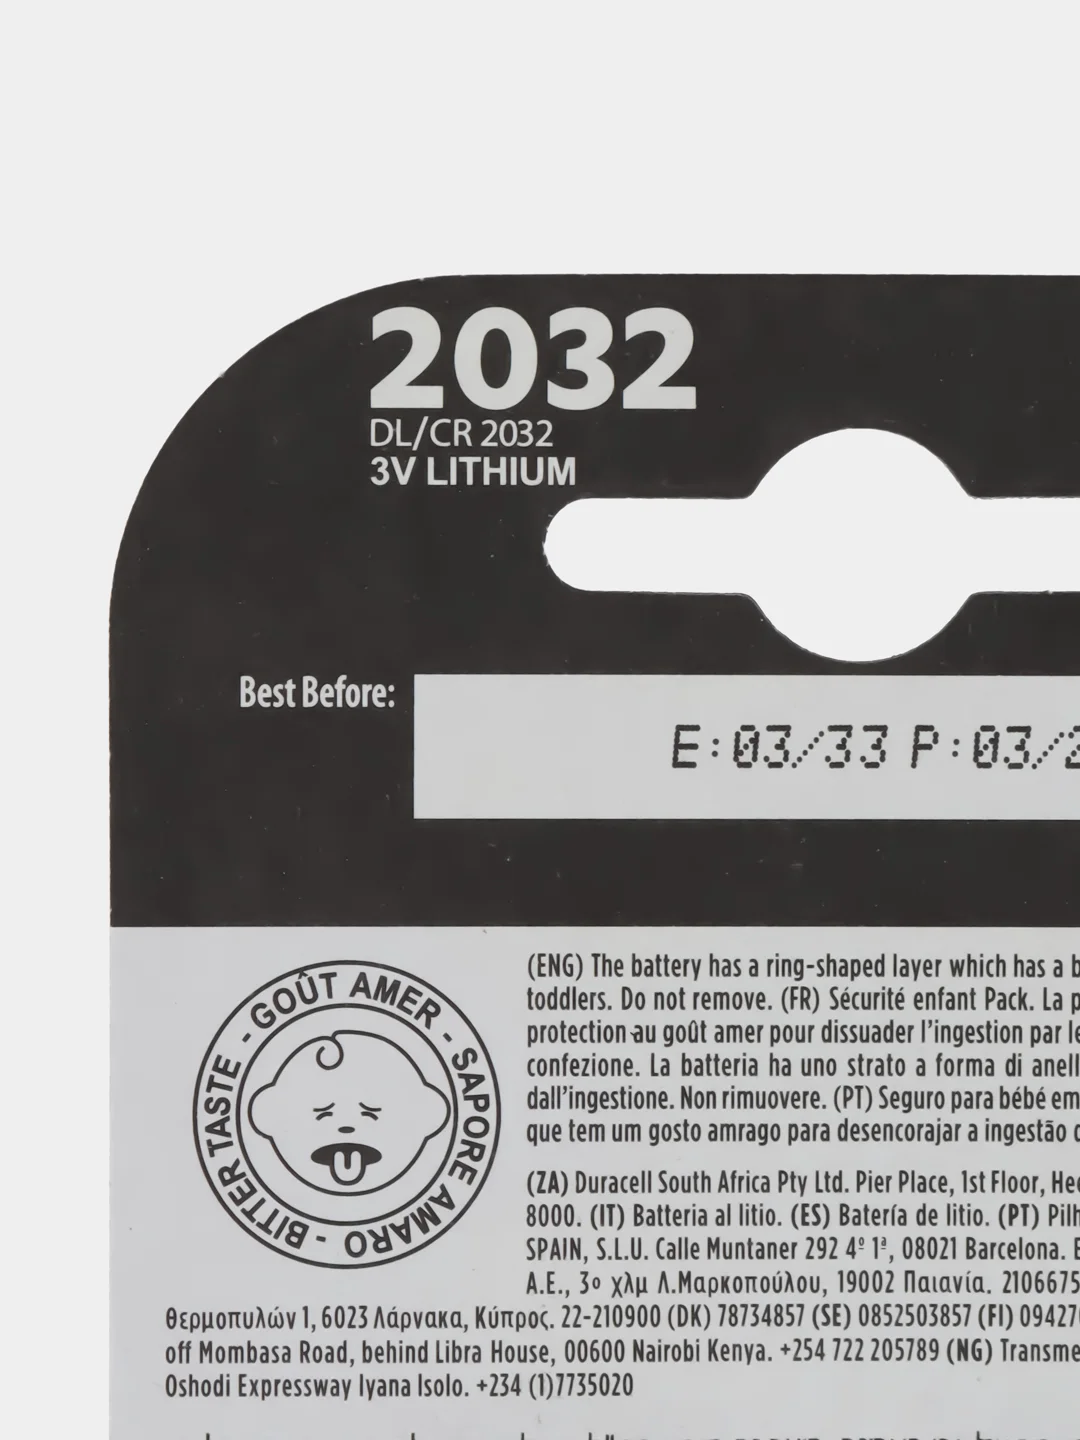 2032
DL/CR 2032
3V LITHIUM
Best Before:
E:03/33 P:03/2
BITTER TASTE - GOÛT AMER - SAPORE AMARO -
(ENG) The battery has a ring-shaped layer which has a b
toddlers. Do not remove. (FR) Sécurité enfant Pack. La p
protection au goût amer pour dissuader l'ingestion par le
confezione. La batteria ha uno strato a forma di anell
dall'ingestione. Non rimuovere. (PT) Seguro para bébé em
que tem um gosto amrago para desencorajar a ingestão
(ZA) Duracell South Africa Pty Ltd. Pier Place, 1st Floor, Hee
8000. (IT) Batteria al litio. (ES) Batería de litio. (PT) Pilh
SPAIN, S.L.U. Calle Muntaner 292 4º 1ª, 08021 Barcelona.
Α.Ε., 3ο χλμ Λ.Μαρκοπούλου, 19002 Παιανία. 2106675
Θερμοπυλών 1, 6023 Λάρνακα, Κύπρος. 22-210900 (DK) 78734857 (SE) 0852503857 (FI) 09427
off Mombasa Road, behind Libra House, 00600 Nairobi Kenya. +254 722 205789 (NG) Transme
Oshodi Expressway Iyana Isolo. +234 (1)7735020